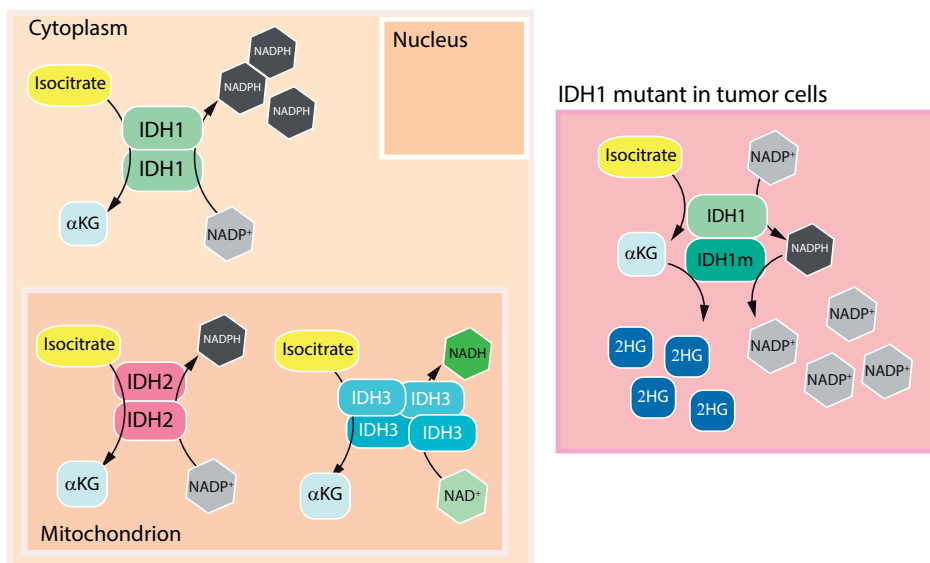 Cytoplasm
Nucleus
NADPH
NADPH
NADPH
Isocitrate
IDH1
IDH1
αKG
NADP⁺
Isocitrate
NADPH
IDH2
IDH2
αKG
NADP⁺
Isocitrate
NADH
IDH3
IDH3
IDH3
IDH3
αKG
NAD⁺
Mitochondrion
IDH1 mutant in tumor cells
Isocitrate
NADP⁺
IDH1
αKG
IDH1m
NADPH
2HG
2HG
2HG
2HG
NADP⁺
NADP⁺
NADP⁺
NADP⁺